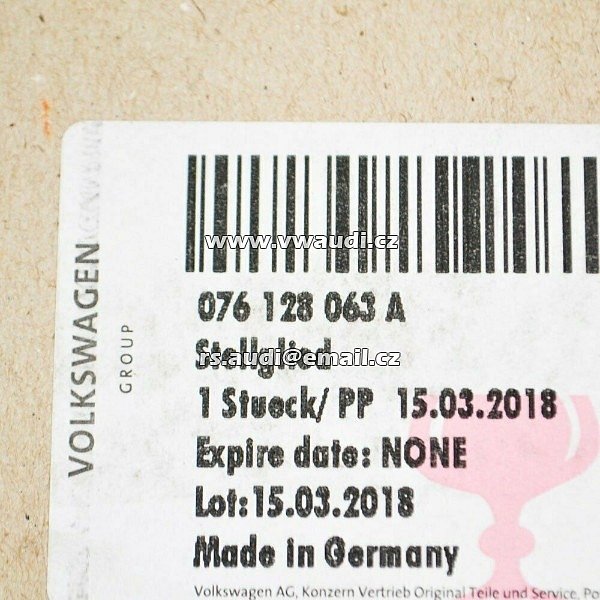 VOLKSWAGEN
GROUP
www.vwaudi.cz
076 128 063 A
Stellglied
rs.audi@email.cz
1 Stueck/ PP 15.03.2018
Expire date: NONE
Lot:15.03.2018
Made in Germany
Volkswagen AG, Konzern Vertrieb Original Teile und Service, Po